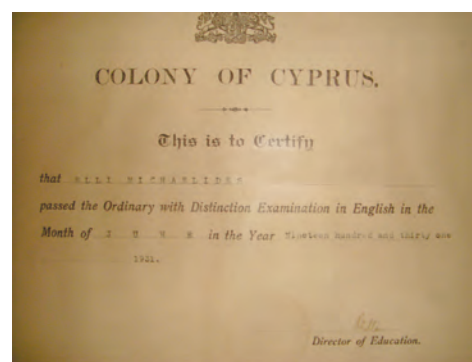 COLONY OF CYPRUS.
This is to Certify
that ELLI MICHAELIDES
passed the Ordinary with Distinction Examination in English in the
Month of J U N E in the Year Nineteen hundred and thirty one
1931.
Director of Education.